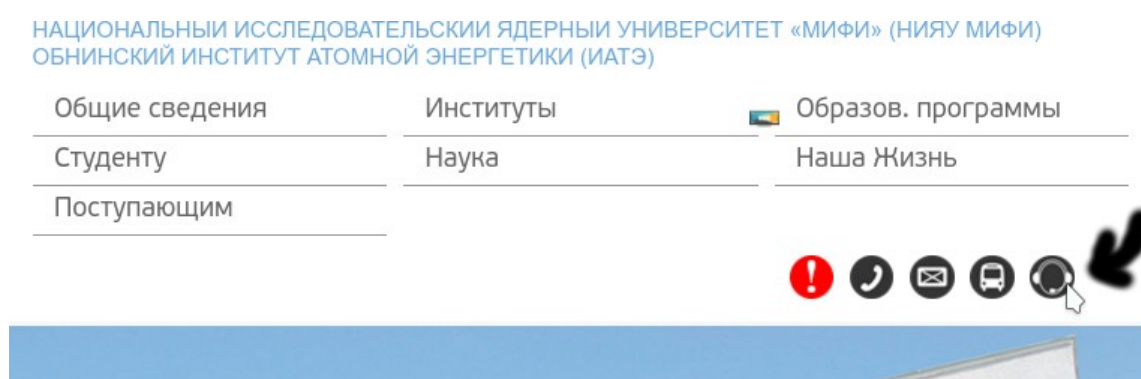 НАЦИОНАЛЬНЫЙ ИССЛЕДОВАТЕЛЬСКИЙ ЯДЕРНЫЙ УНИВЕРСИТЕТ «МИФИ» (НИЯУ МИФИ)
ОБНИНСКИЙ ИНСТИТУТ АТОМНОЙ ЭНЕРГЕТИКИ (ИАТЭ)
Общие сведения
Институты
Образов. программы
Студенту
Наука
Наша Жизнь
Поступающим